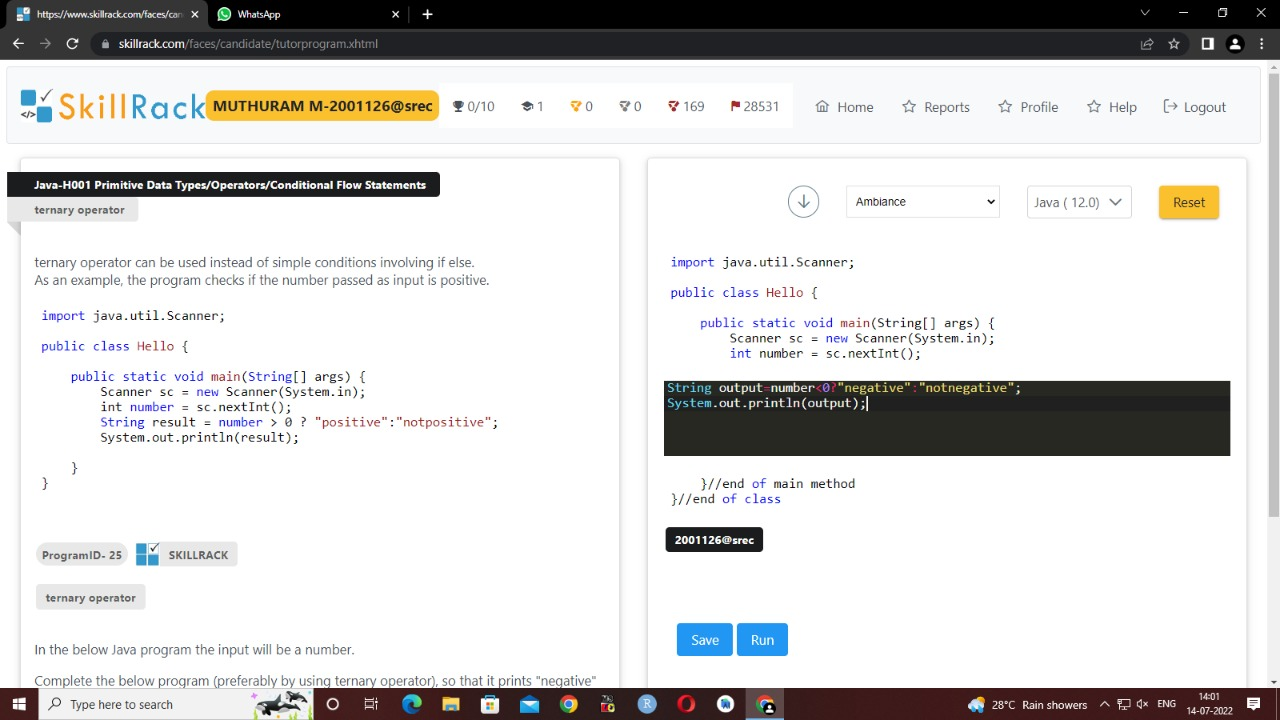 https://www.skillrack.com/faces/can
WhatsApp
skillrack.com/faces/candidate/tutorprogram.xhtml
SkillRack
MUTHURAM M-2001126@srec
0/10
1
0
0
169
28531
Home
Reports
Profile
Help
Logout
Java-H001 Primitive Data Types/Operators/Conditional Flow Statements
ternary operator
ternary operator can be used instead of simple conditions involving if else.
As an example, the program checks if the number passed as input is positive.
import java.util.Scanner;
public class Hello {
public static void main(String[] args) {
Scanner sc = new Scanner(System.in);
int number = sc.nextInt();
String result = number > 0 ? "positive":"notpositive";
System.out.println(result);
}
}
ProgramID- 25
SKILLRACK
ternary operator
In the below Java program the input will be a number.
Complete the below program (preferably by using ternary operator), so that it prints "negative"
Ambiance
Java ( 12.0)
Reset
import java.util.Scanner;
public class Hello {
public static void main(String[] args) {
Scanner sc = new Scanner(System.in);
int number = sc.nextInt();
String output=number<0?"negative":"notnegative";
System.out.println(output);
}//end of main method
}//end of class
2001126@srec
Save
Run
Type here to search
28°C Rain showers
ENG
14:01
14-07-2022